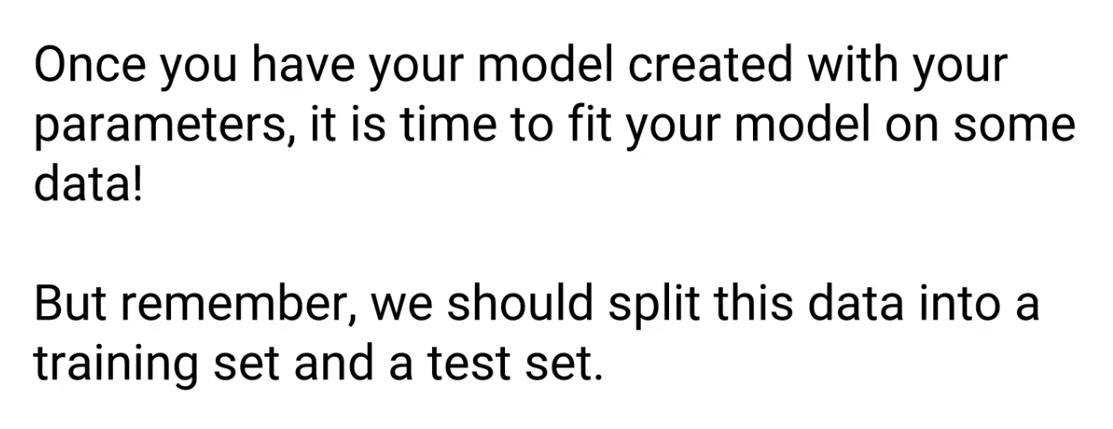 Once you have your model created with your
parameters, it is time to fit your model on some
data!
But remember, we should split this data into a
training set and a test set.